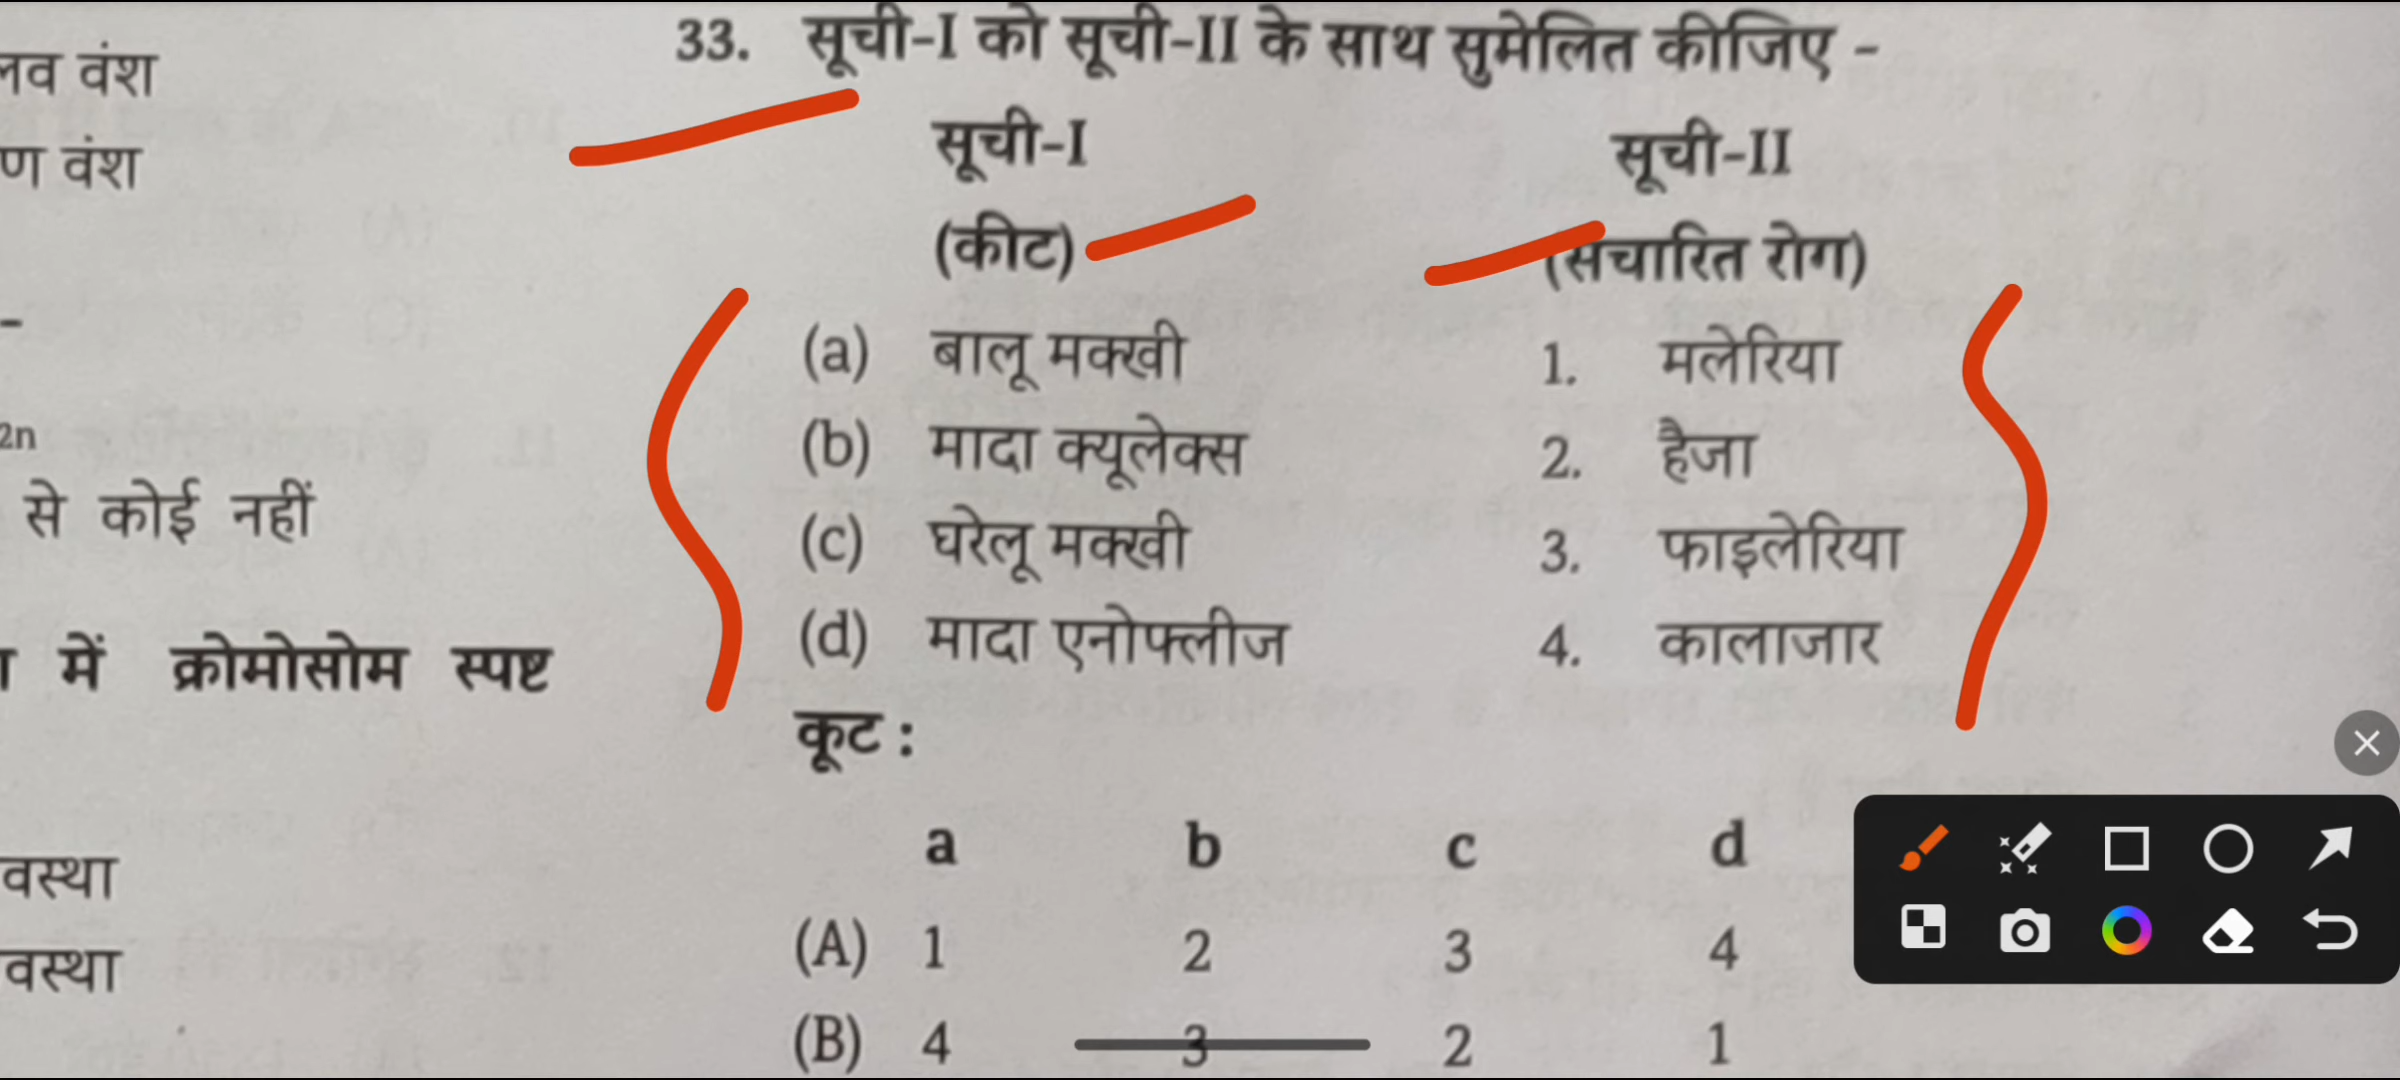 वंश
वंश
-
2n
से कोई नहीं
में क्रोमोसोम स्पष्ट
वस्था
वस्था
33. सूची-I को सूची-II के साथ सुमेलित कीजिए -
सूची-I सूची-II
(कीट) (संचारित रोग)
(a) बालू मक्खी 1. मलेरिया
(b) मादा क्यूलेक्स 2. हैजा
(c) घरेलू मक्खी 3. फाइलेरिया
(d) मादा एनोफ्लीज 4. कालाजार
कूट :
a b c d
(A) 1 2 3 4
(B) 4 3 2 1